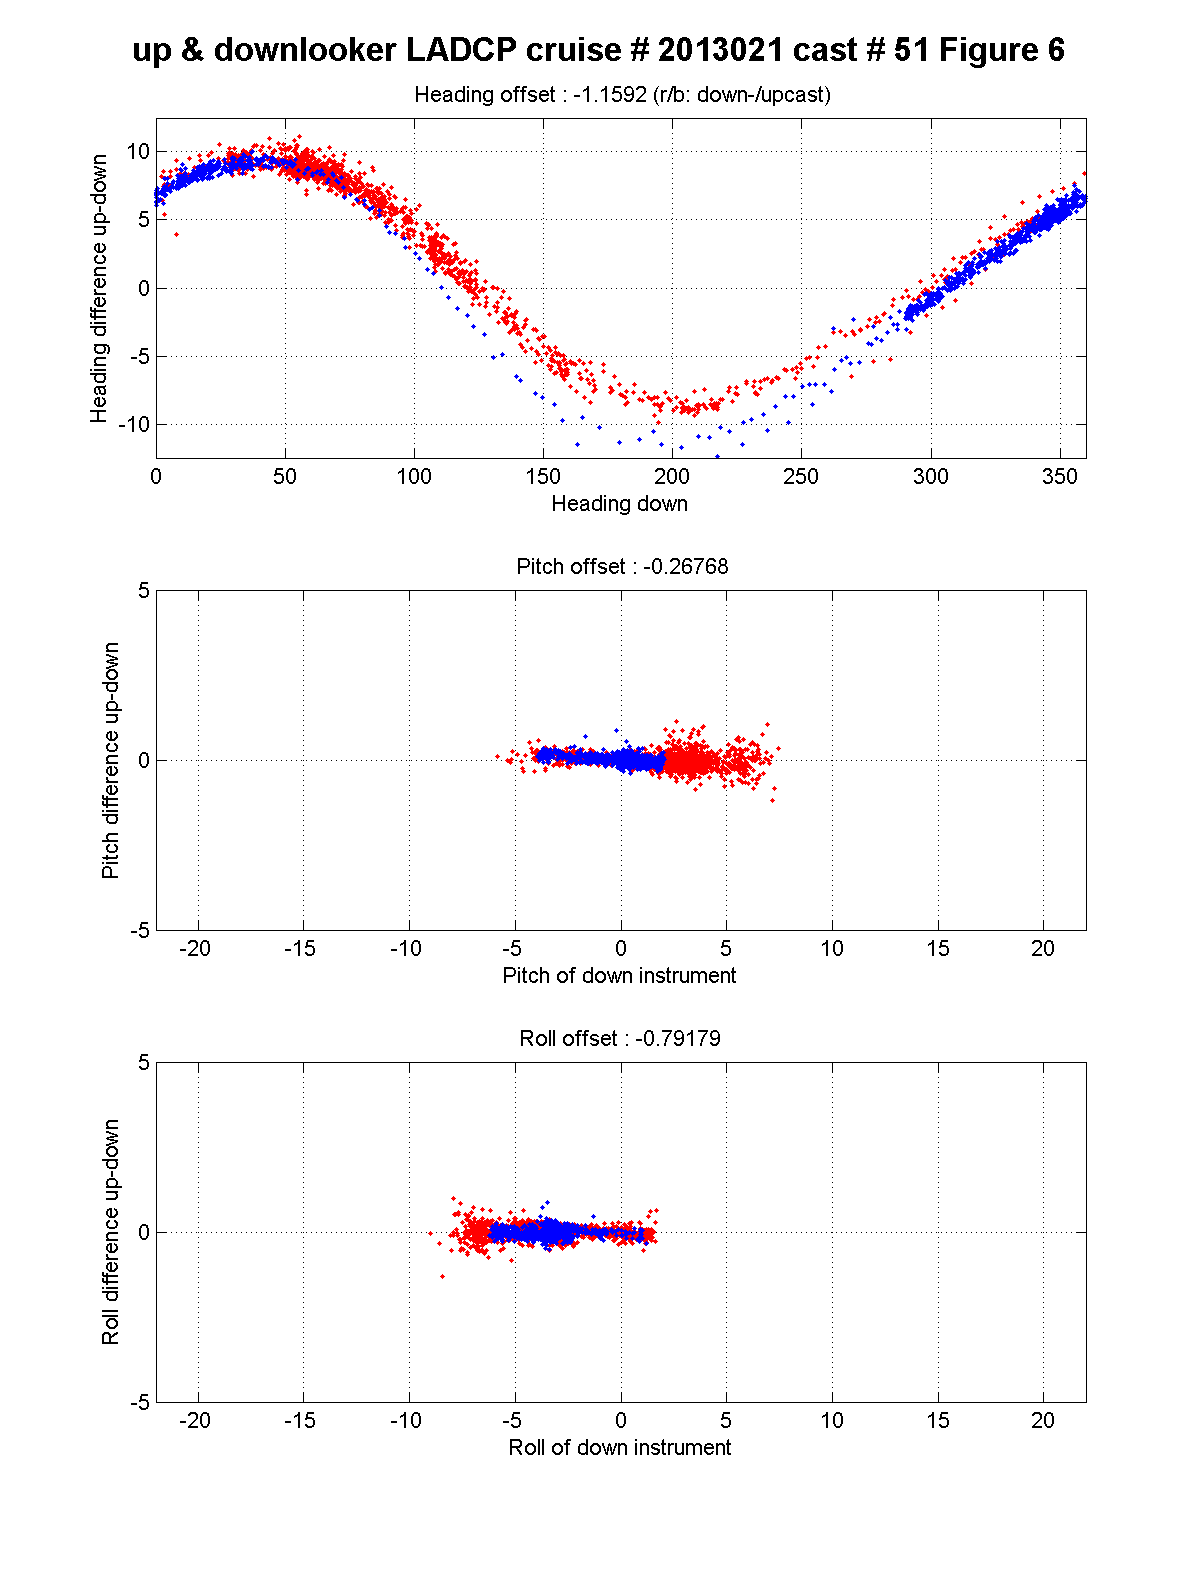 up & downlooker LADCP cruise # 2013021 cast # 51 Figure 6
Heading offset : -1.1592 (r/b: down-/upcast)
Heading difference up-down
10
5
0
-5
-10
0 50 100 150 200 250 300 350
Heading down
Pitch offset : -0.26768
Pitch difference up-down
5
0
-5
-20 -15 -10 -5 0 5 10 15 20
Pitch of down instrument
Roll offset : -0.79179
Roll difference up-down
5
0
-5
-20 -15 -10 -5 0 5 10 15 20
Roll of down instrument